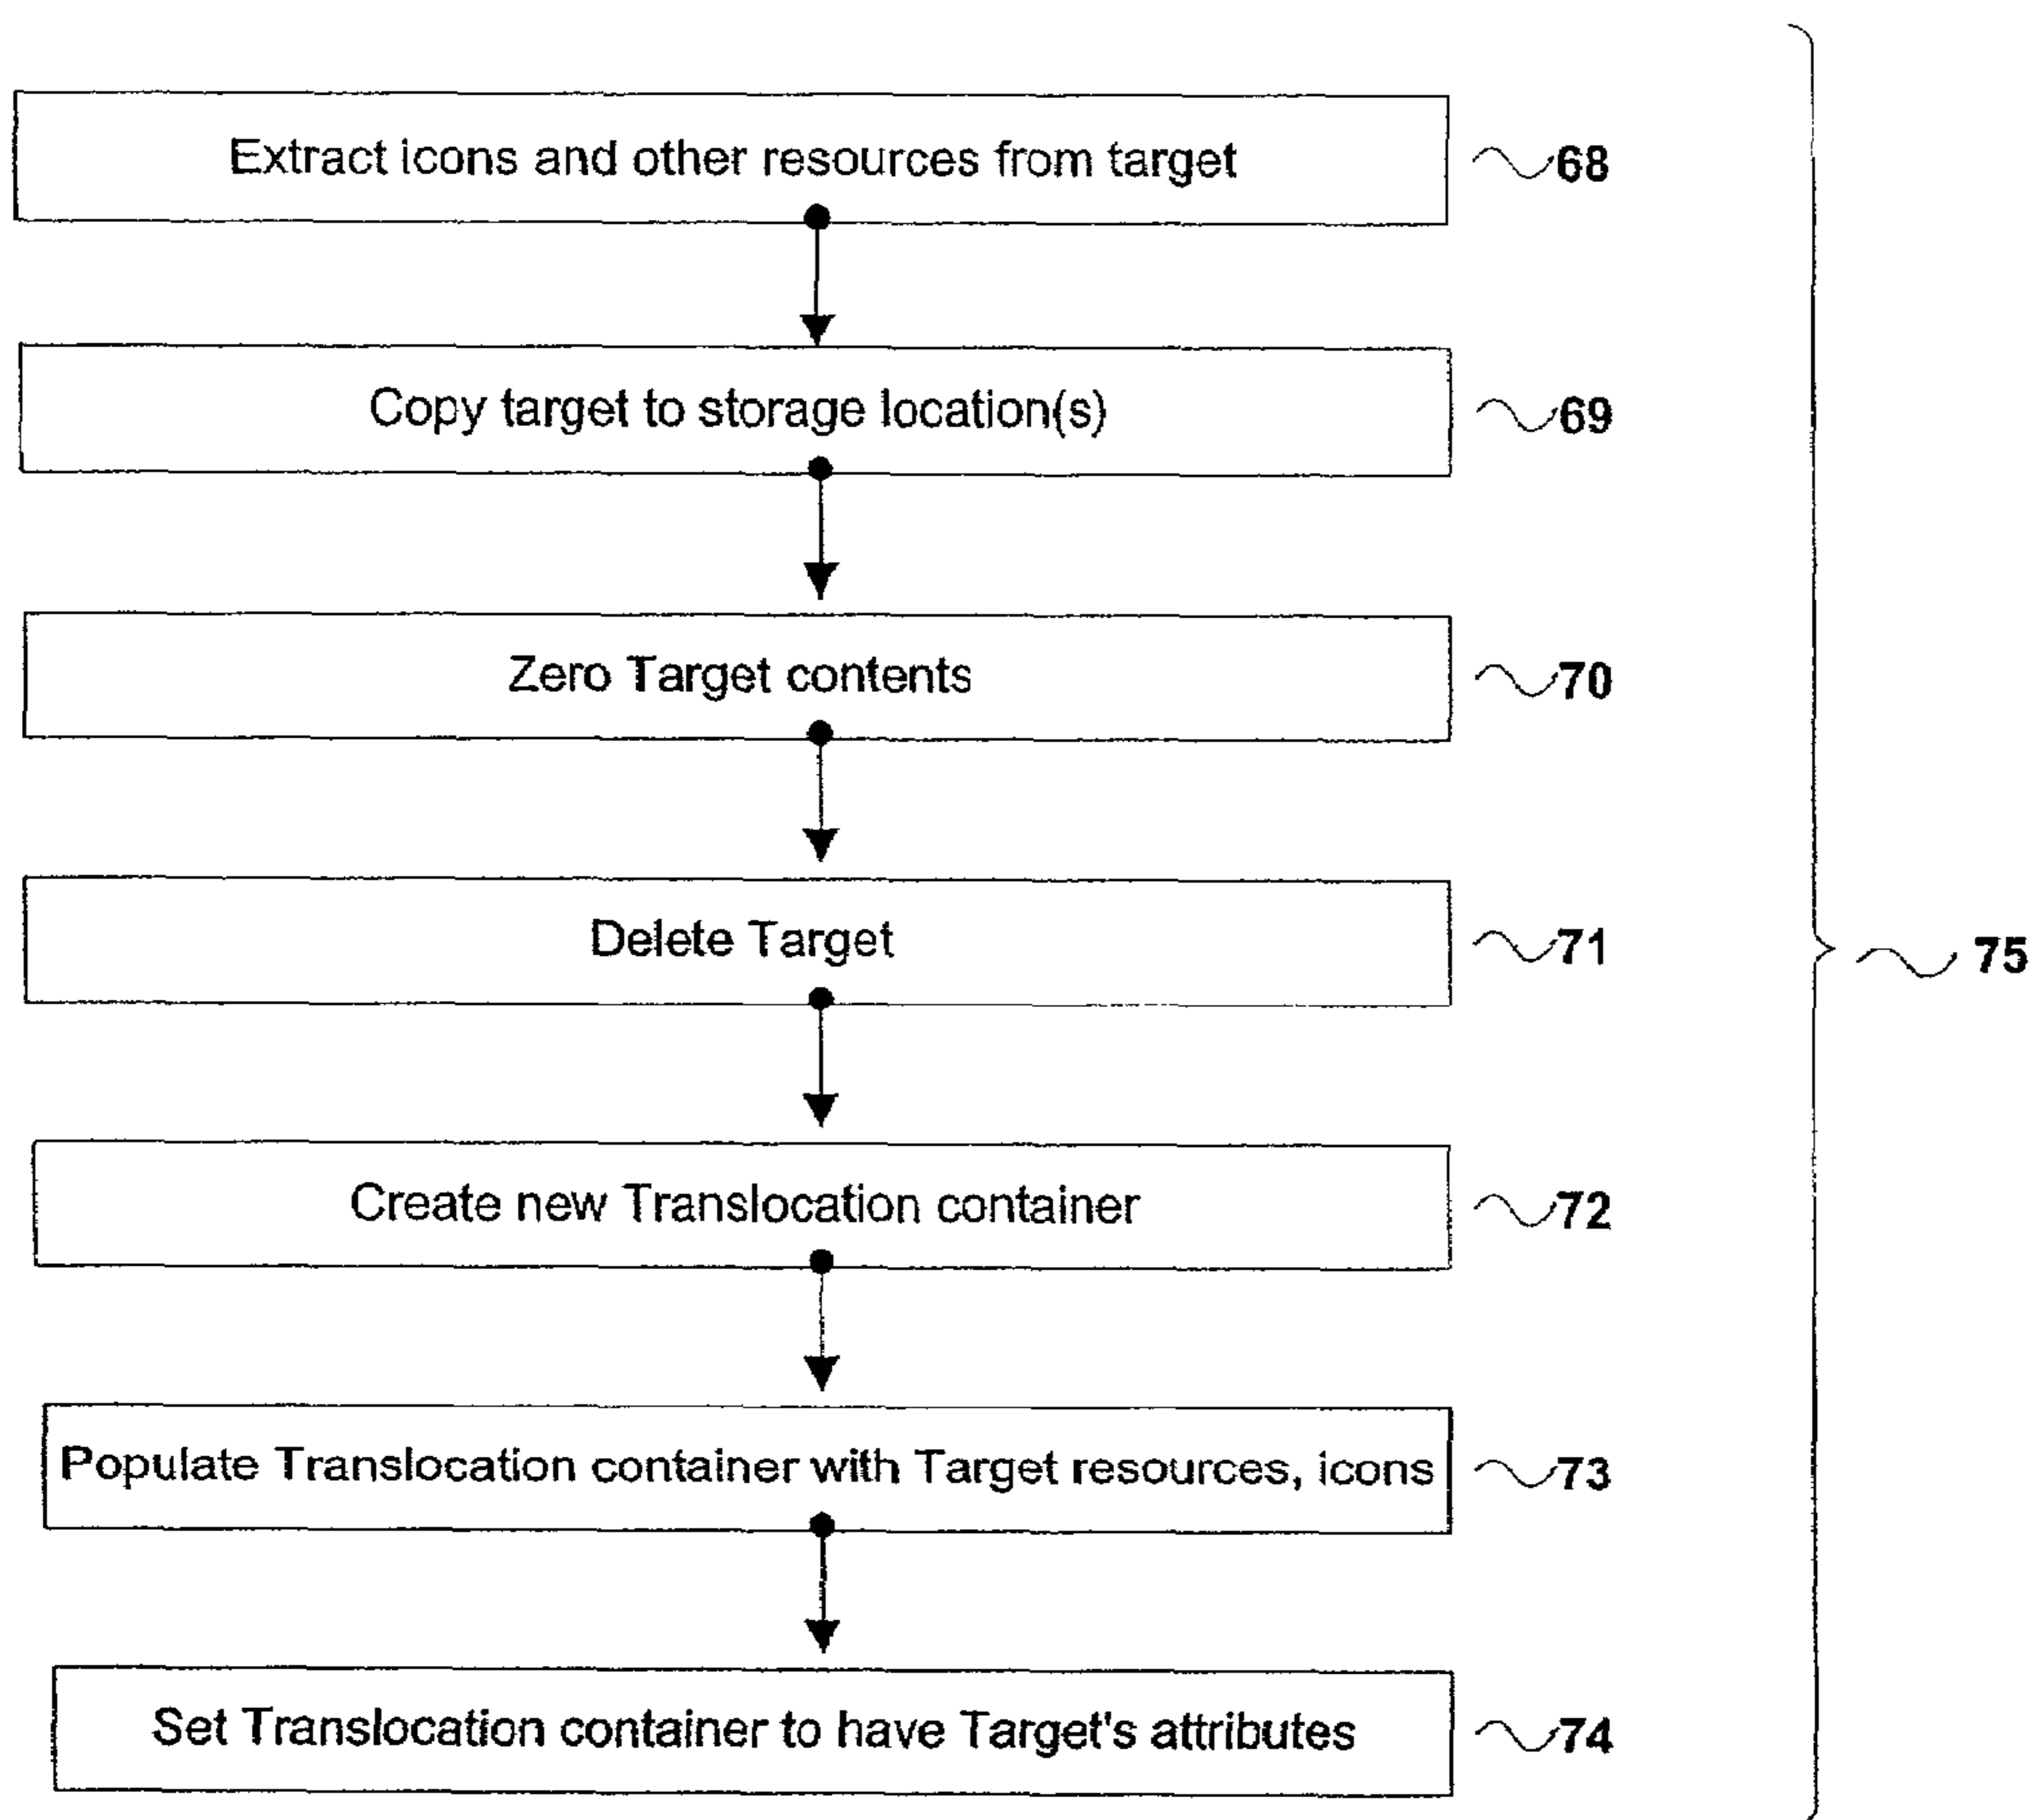 Extract icons and other resources from target
68
Copy target to storage location(s)
69
Zero Target contents
70
Delete Target
71
75
Create new Translocation container
72
Populate Translocation container with Target resources, icons
73
Set Translocation container to have Target's attributes
74